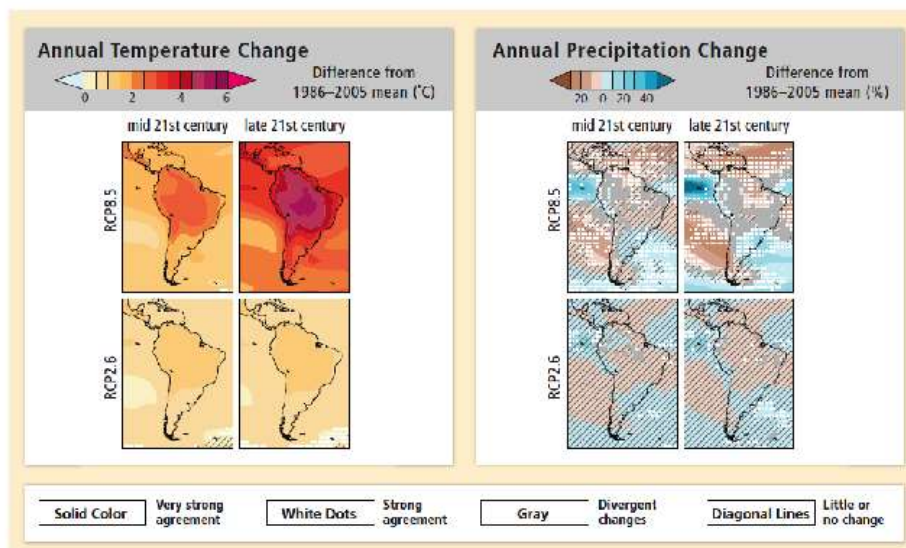 Annual Temperature Change
0 2 4 6
Difference from
1986–2005 mean (˚C)
mid 21st century late 21st century
RCP8.5
RCP2.6
Annual Precipitation Change
20 0 20 40
Difference from
1986–2005 mean (%)
mid 21st century late 21st century
RCP8.5
RCP2.6
Solid Color
Very strong
agreement
White Dots
Strong
agreement
Gray
Divergent
changes
Diagonal Lines
Little or
no change